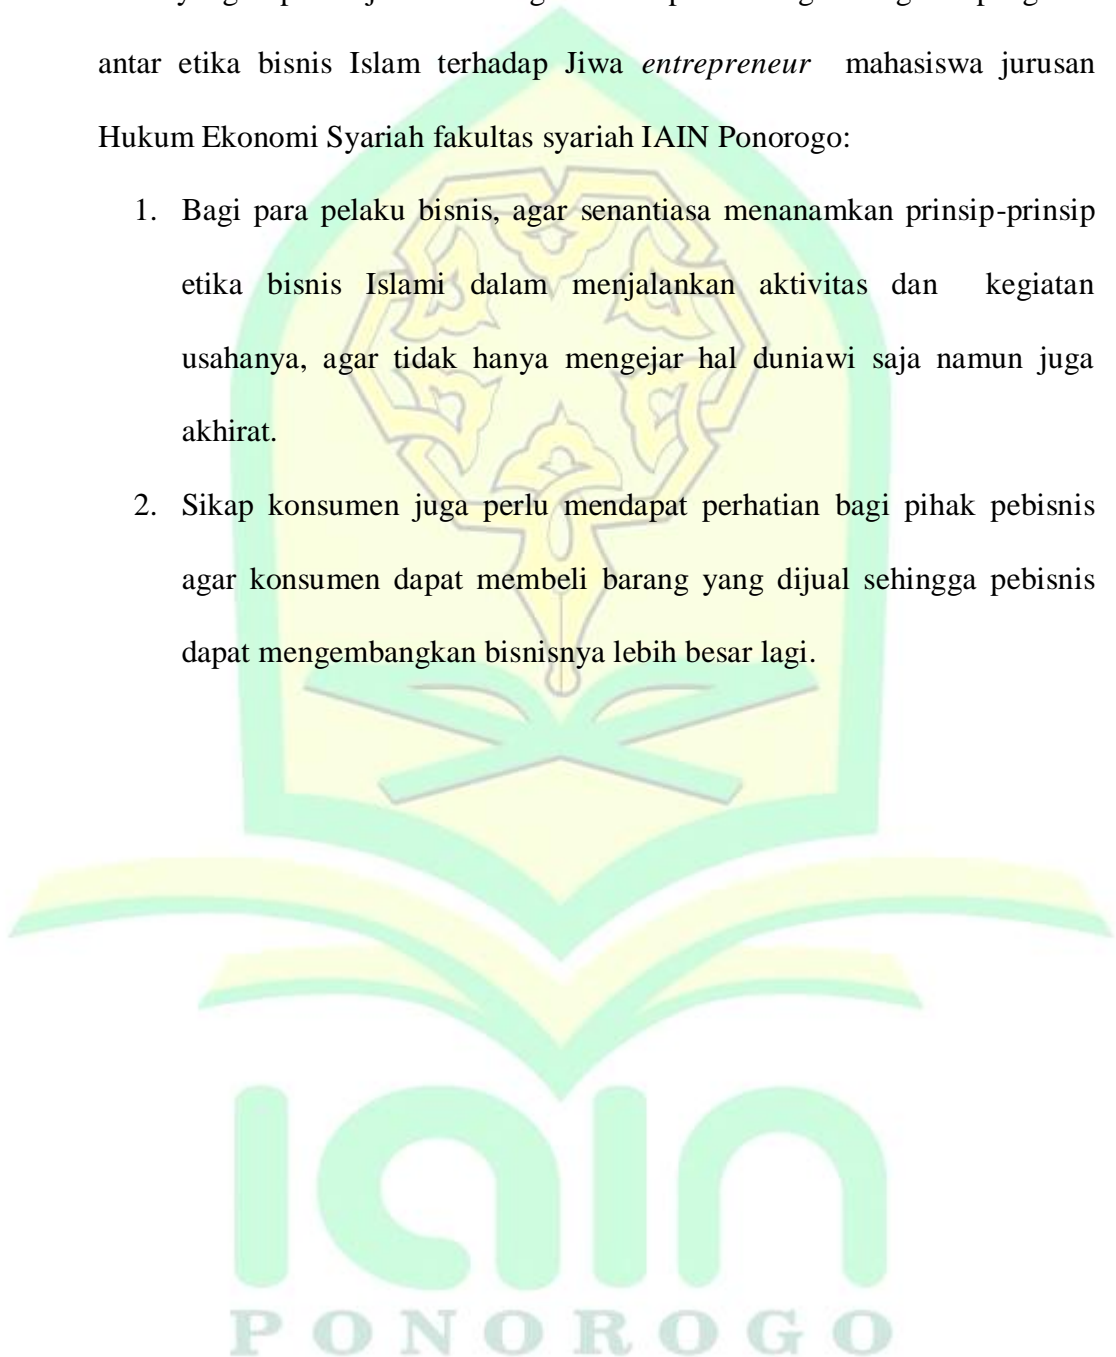 antar etika bisnis Islam terhadap Jiwa entrepreneur mahasiswa jurusan
Hukum Ekonomi Syariah fakultas syariah IAIN Ponorogo:
1. Bagi para pelaku bisnis, agar senantiasa menanamkan prinsip-prinsip
etika bisnis Islami dalam menjalankan aktivitas dan kegiatan
usahanya, agar tidak hanya mengejar hal duniawi saja namun juga
akhirat.
2. Sikap konsumen juga perlu mendapat perhatian bagi pihak pebisnis
agar konsumen dapat membeli barang yang dijual sehingga pebisnis
dapat mengembangkan bisnisnya lebih besar lagi.
iain
PONOROGO